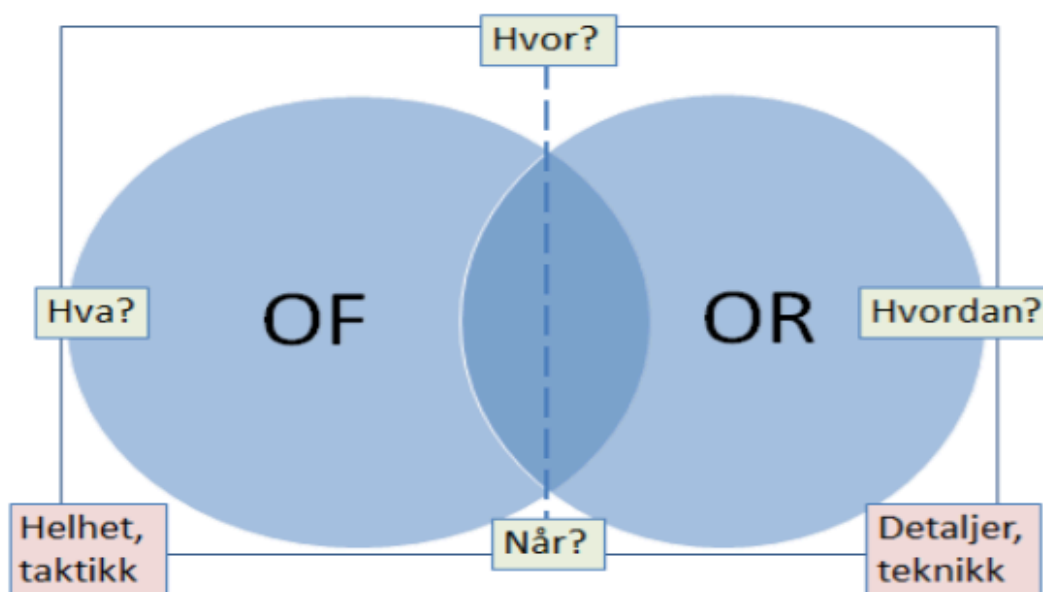 Hvor?
OF
OR
Hva?
Hvordan?
Helhet,
taktikk
Når?
Detaljer,
teknikk